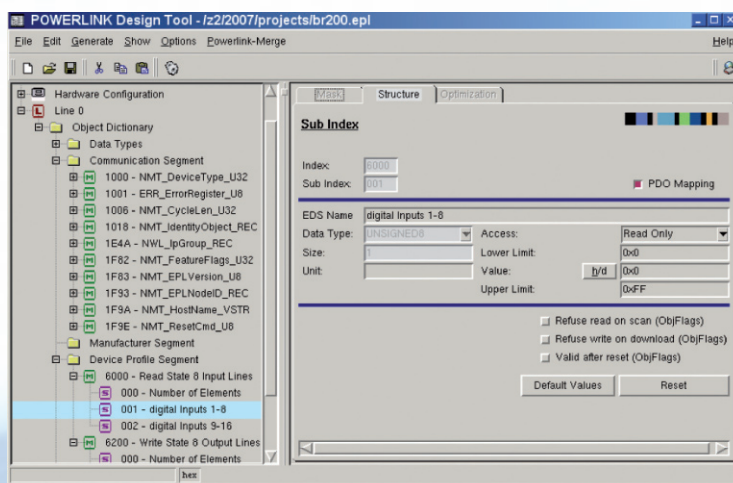 POWERLINK Design Tool - /z2/2007/projects/br200.epl
File Edit Generate Show Options Powerlink-Merge Help
Hardware Configuration
Line 0
Object Dictionary
Data Types
Communication Segment
1000 - NMT_DeviceType_U32
1001 - ERR_ErrorRegister_U8
1006 - NMT_CycleLen_U32
1018 - NMT_IdentityObject_REC
1E4A - NWL_IpGroup_REC
1F82 - NMT_FeatureFlags_U32
1F83 - NMT_EPLVersion_U8
1F93 - NMT_EPLNodeID_REC
1F9A - NMT_HostName_VSTR
1F9E - NMT_ResetCmd_U8
Manufacturer Segment
Device Profile Segment
6000 - Read State 8 Input Lines
000 - Number of Elements
001 - digital Inputs 1-8
002 - digital Inputs 9-16
6200 - Write State 8 Output Lines
000 - Number of Elements
hex
Mask Structure Optimization
Sub Index
Index: 6000
Sub Index: 001
PDO Mapping
EDS Name digital Inputs 1-8
Data Type: UNSIGNED8 Access: Read Only
Size: 1 Lower Limit: 0x0
Unit: Value: h/d 0x0
Upper Limit: 0xFF
Refuse read on scan (ObjFlags)
Refuse write on download (ObjFlags)
Valid after reset (ObjFlags)
Default Values Reset